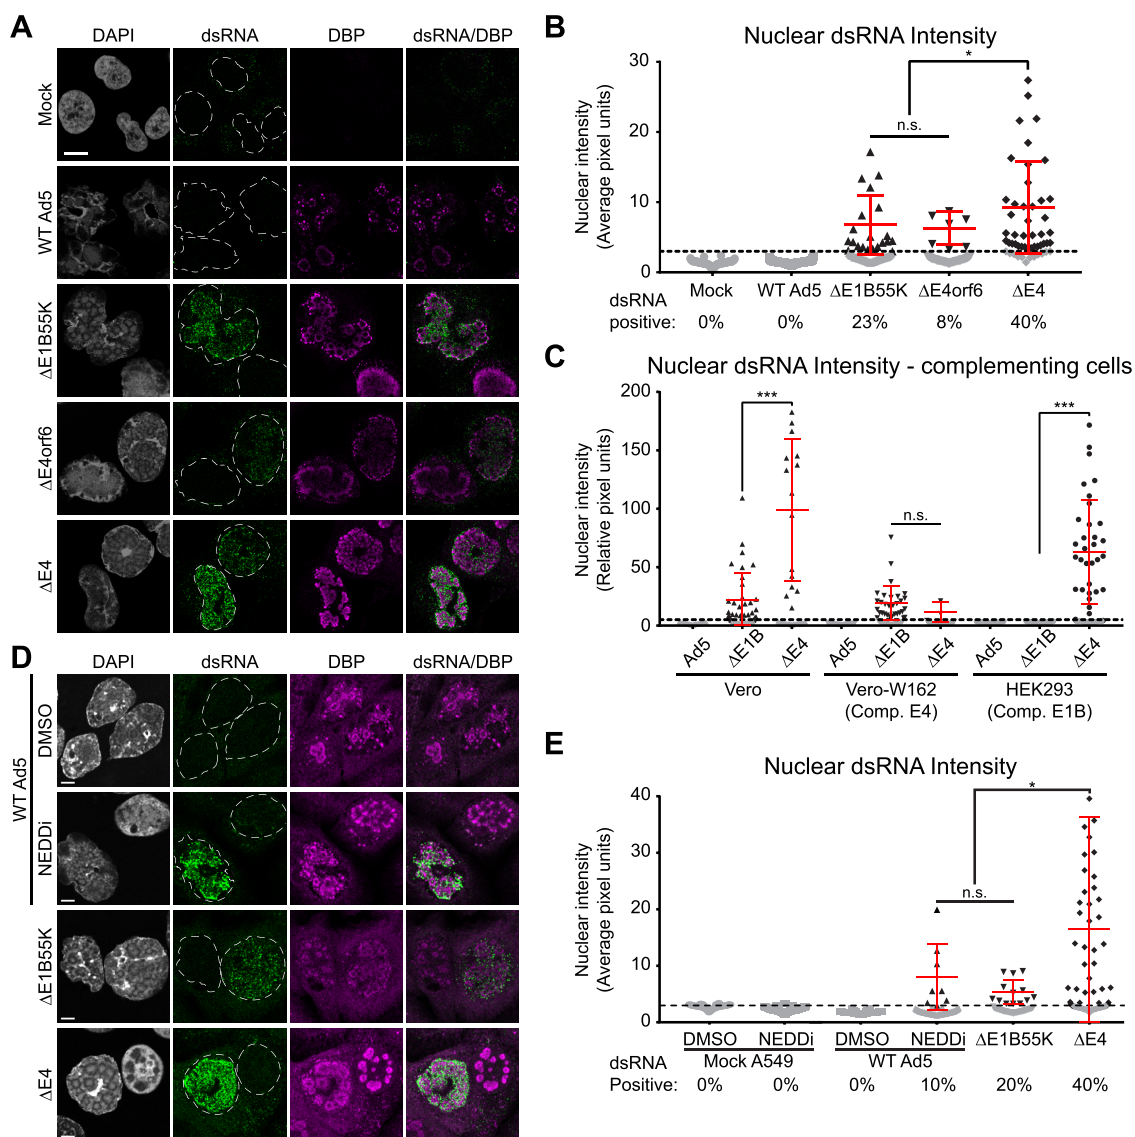 A
DAPI dsRNA DBP dsRNA/DBP
Mock
WT Ad5
ΔE1B55K
ΔE4orf6
ΔE4
B
Nuclear dsRNA Intensity
Nuclear intensity
(Average pixel units)
30
20
10
0
*
n.s.
Mock WT Ad5 ΔE1B55K ΔE4orf6 ΔE4
dsRNA
positive: 0% 0% 23% 8% 40%
C
Nuclear dsRNA Intensity - complementing cells
Nuclear intensity
(Relative pixel units)
200
150
100
50
0
***
n.s.
***
Ad5 ΔE1B ΔE4 Ad5 ΔE1B ΔE4 Ad5 ΔE1B ΔE4
Vero Vero-W162 HEK293
(Comp. E4) (Comp. E1B)
D
DAPI dsRNA DBP dsRNA/DBP
WT Ad5
DMSO
NEDDi
ΔE1B55K
ΔE4
E
Nuclear dsRNA Intensity
Nuclear intensity
(Average pixel units)
40
30
20
10
0
*
n.s.
DMSO NEDDi DMSO NEDDi ΔE1B55K ΔE4
dsRNA Mock A549 WT Ad5
Positive: 0% 0% 0% 10% 20% 40%